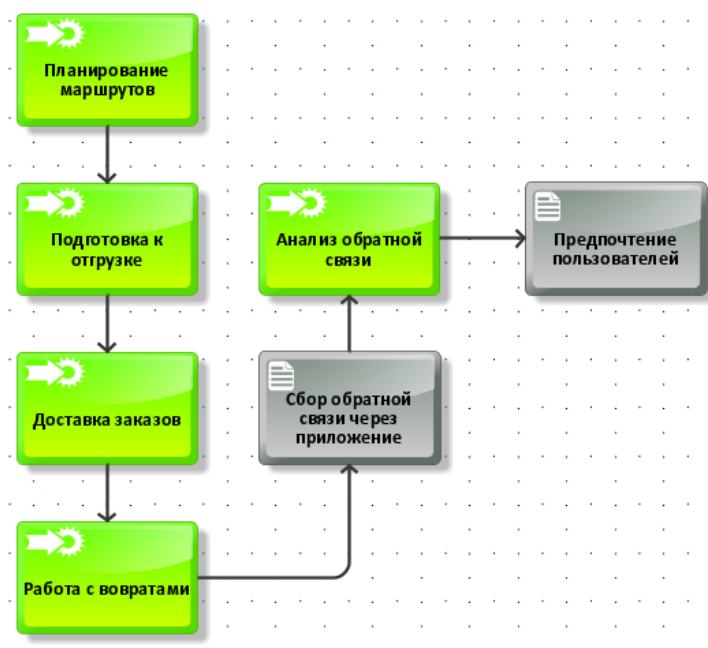 Планирование
маршрутов
Подготовка к
отгрузке
Анализ обратной
связи
Предпочтение
пользователей
Доставка заказов
Сбор обратной
связи через
приложение
Работа с вовратами